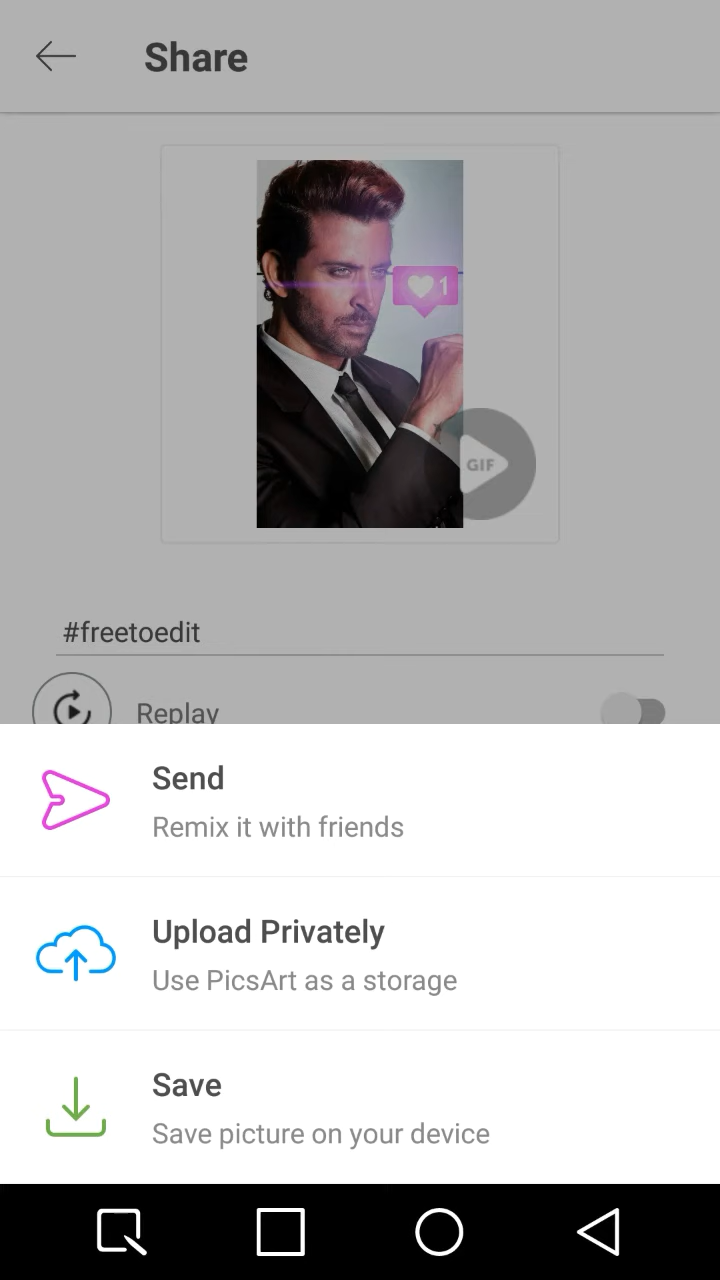 Share
1
GIF
#freetoedit
Replay
Send
Remix it with friends
Upload Privately
Use PicsArt as a storage
Save
Save picture on your device